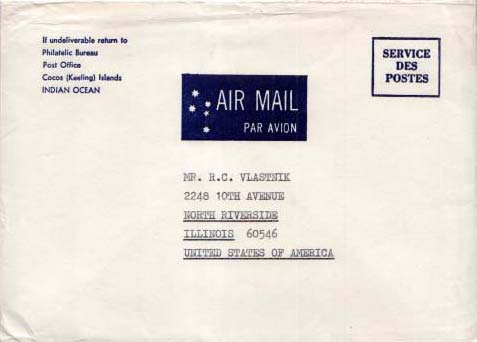 If undeliverable return to
Philatelic Bureau
Post Office
Cocos (Keeling) Islands
INDIAN OCEAN
SERVICE
DES
POSTES
AIR MAIL
PAR AVION
MR. R.C. VLASTNIK
2248 10TH AVENUE
NORTH RIVERSIDE
ILLINOIS 60546
UNITED STATES OF AMERICA